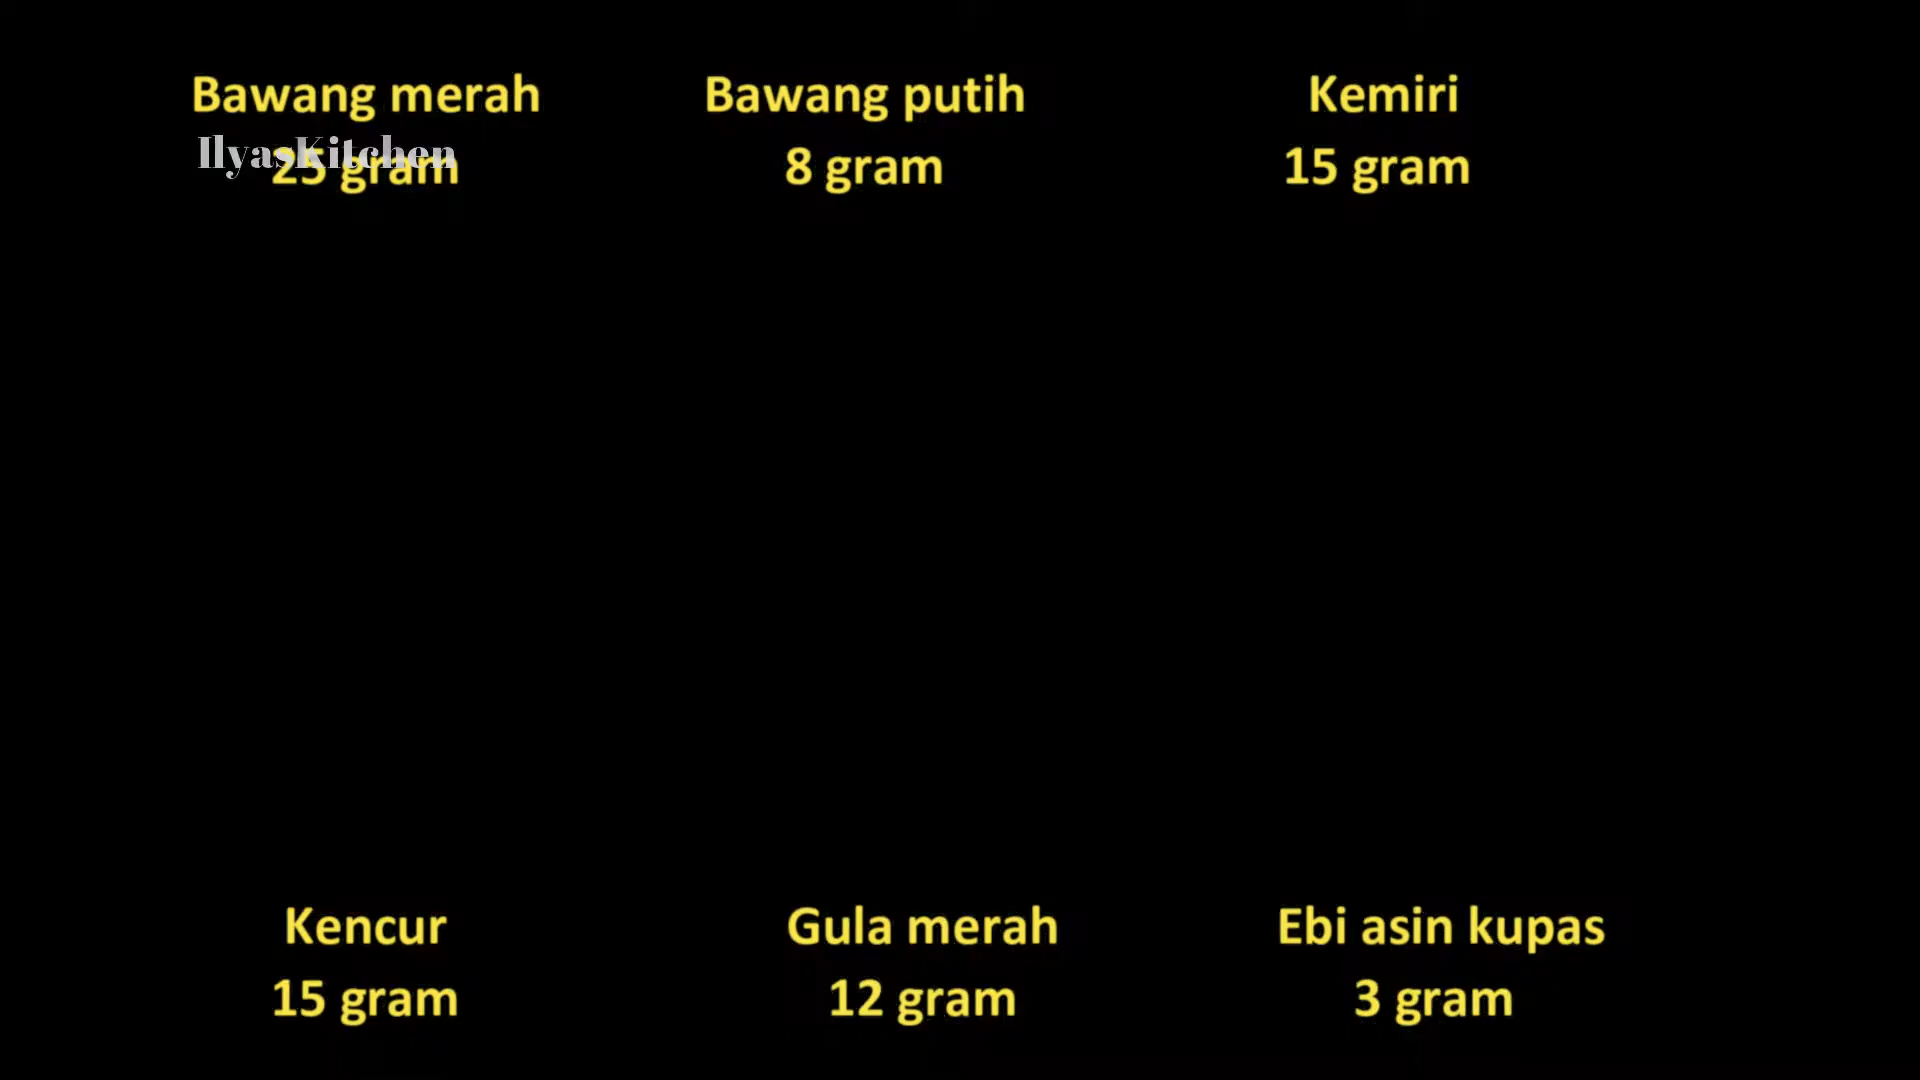 Bawang merah
25 gram
IlyasKitchen
Bawang putih
8 gram
Kemiri
15 gram
Kencur
15 gram
Gula merah
12 gram
Ebi asin kupas
3 gram